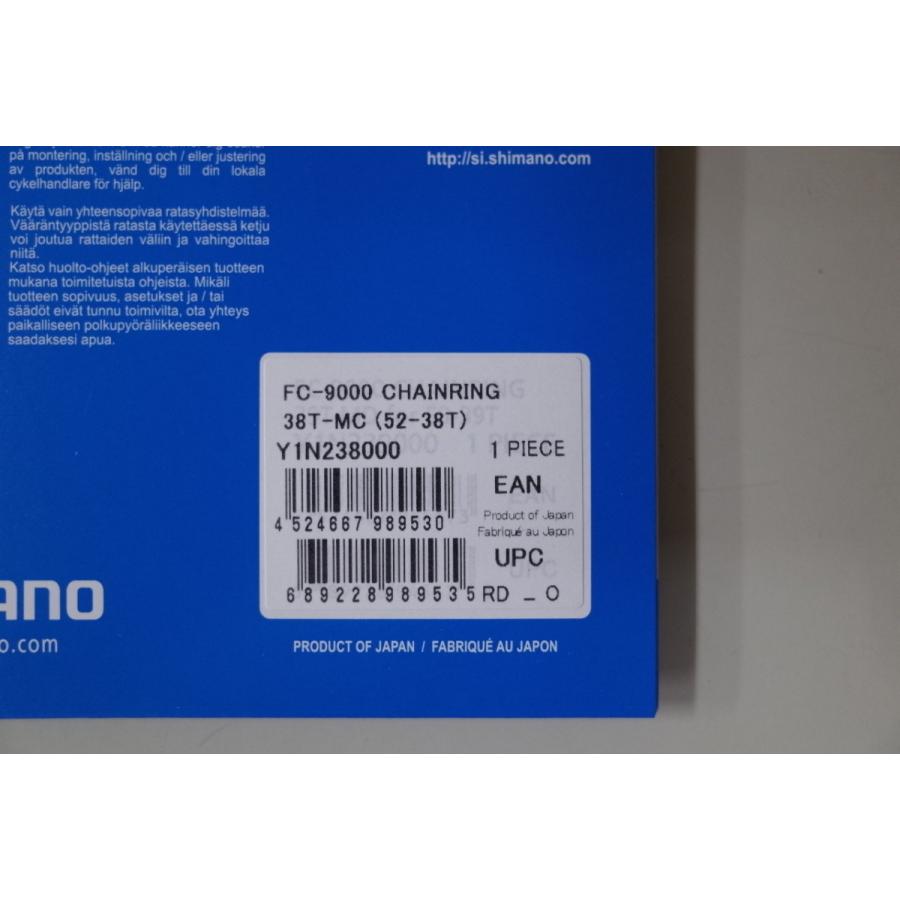 på montering, inställning och / eller justering
av produkten, vänd dig till din lokala
cykelhandlare för hjälp.
Käytä vain yhteensopivaa ratasyhdistelmää.
Vääräntyyppistä ratasta käytettäessä ketju
voi joutua rattaiden väliin ja vahingoittaa
niitä.
Katso huolto-ohjeet alkuperäisen tuotteen
mukana toimitetuista ohjeista. Mikäli
tuotteen sopivuus, asetukset ja / tai
säädöt eivät tunnu toimivilta, ota yhteys
paikalliseen polkupyöräliikkeeseen
saadaksesi apua.
http://si.shimano.com
FC-9000 CHAINRING
38T-MC (52-38T)
Y1N238000 1 PIECE
EAN
4 524667 989530
Product of Japan
Fabriqué au Japon
UPC
6 89228 98953 5 RD _ O
ANO
o.com
PRODUCT OF JAPAN / FABRIQUÉ AU JAPON